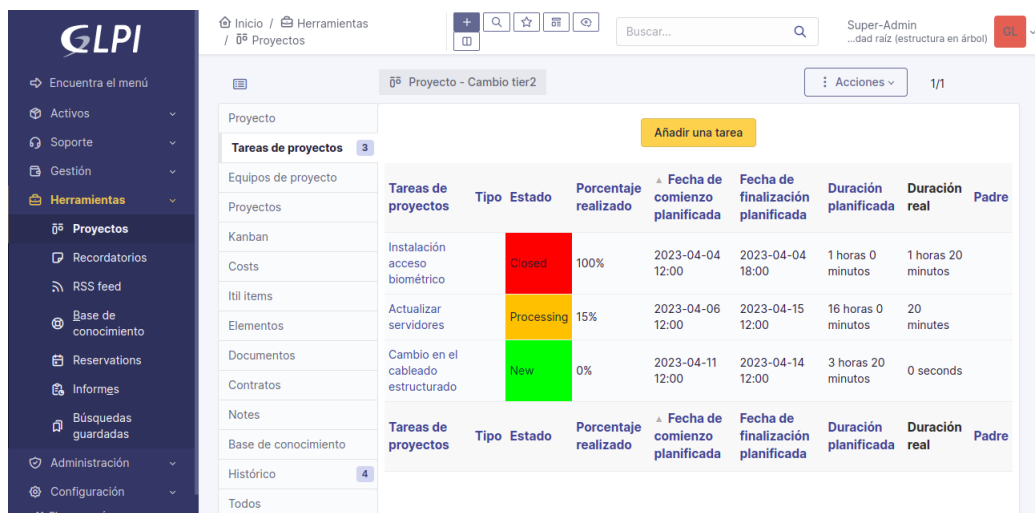 GLPI
Encuentra el menú
Activos
Soporte
Gestión
Herramientas
Proyectos
Recordatorios
RSS feed
Base de
conocimiento
Reservations
Informes
Búsquedas
guardadas
Administración
Configuración
Inicio / Herramientas
/ Proyectos
Buscar...
Super-Admin
...dad raíz (estructura en árbol)
GL
Proyecto - Cambio tier2
Acciones
1/1
Proyecto
Tareas de proyectos 3
Equipos de proyecto
Proyectos
Kanban
Costs
Itil items
Elementos
Documentos
Contratos
Notes
Base de conocimiento
Histórico 4
Todos
Añadir una tarea
Tareas de proyectos Tipo Estado Porcentaje realizado Fecha de comienzo planificada Fecha de finalización planificada Duración planificada Duración real Padre
Instalación acceso biométrico Closed 100% 2023-04-04 12:00 2023-04-04 18:00 1 horas 0 minutos 1 horas 20 minutos
Actualizar servidores Processing 15% 2023-04-06 12:00 2023-04-15 12:00 16 horas 0 minutos 20 minutes
Cambio en el cableado estructurado New 0% 2023-04-11 12:00 2023-04-14 12:00 3 horas 20 minutos 0 seconds
Tareas de proyectos Tipo Estado Porcentaje realizado Fecha de comienzo planificada Fecha de finalización planificada Duración planificada Duración real Padre